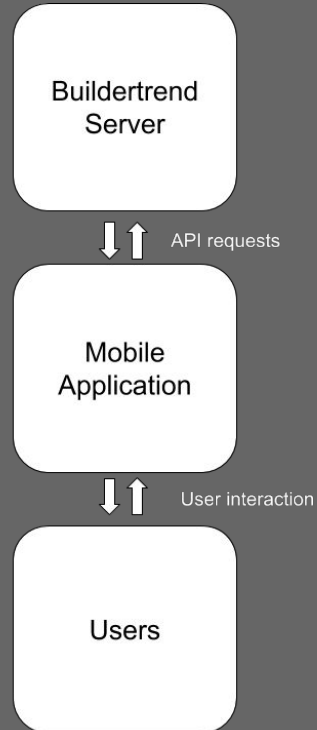 Buildertrend
Server
API requests
Mobile
Application
User interaction
Users